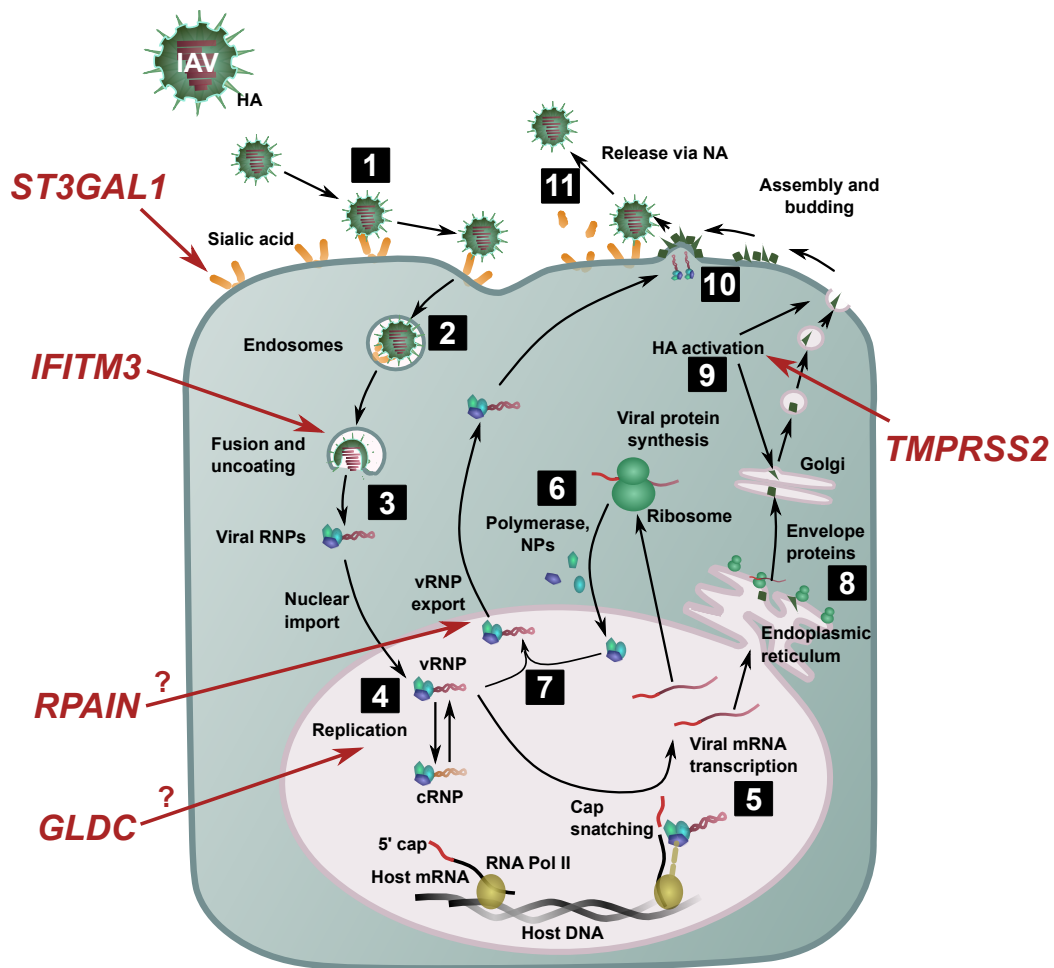 IAV
HA
1
11
Release via NA
Assembly and
budding
ST3GAL1
Sialic acid
10
2
Endosomes
HA activation
9
IFITM3
Viral protein
synthesis
TMPRSS2
Fusion and
uncoating
Golgi
3
6
Ribosome
Viral RNPs
Polymerase,
NPs
Envelope
proteins
8
vRNP
export
Nuclear
import
Endoplasmic
reticulum
vRNP
?
RPAIN
4
7
Replication
Viral mRNA
transcription
cRNP
5
?
GLDC
Cap
snatching
5' cap
RNA Pol II
Host mRNA
Host DNA